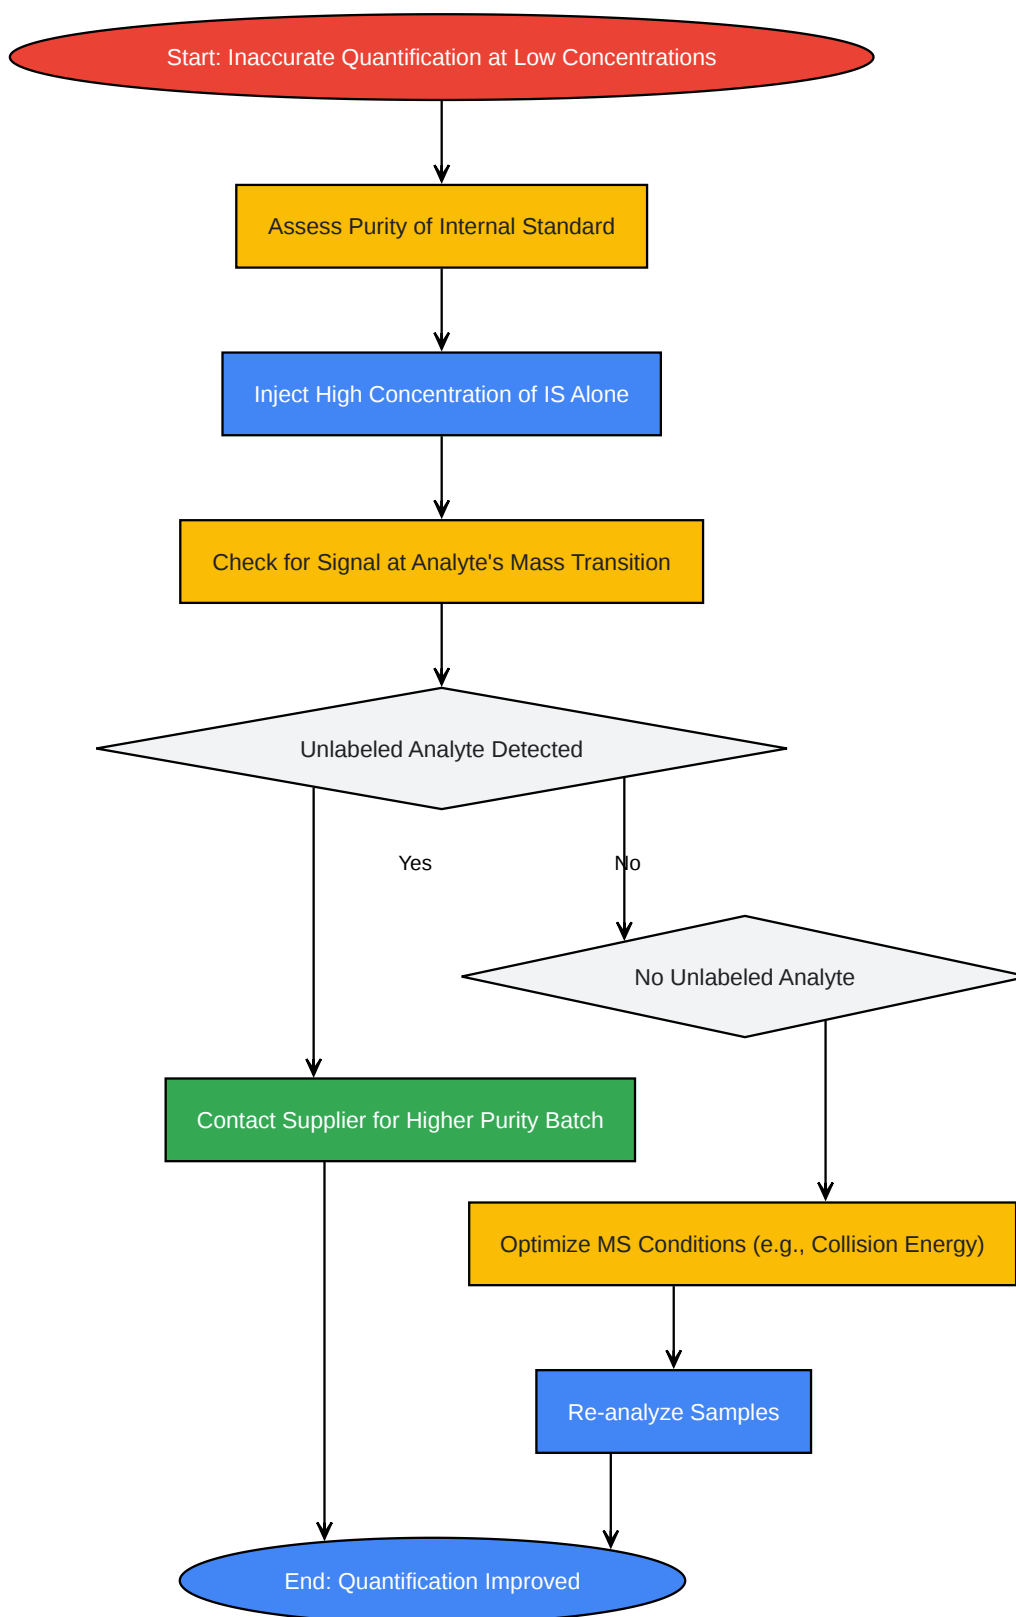 Start: Inaccurate Quantification at Low Concentrations
Assess Purity of Internal Standard
Inject High Concentration of IS Alone
Check for Signal at Analyte's Mass Transition
Unlabeled Analyte Detected
Yes
No
No Unlabeled Analyte
Contact Supplier for Higher Purity Batch
Optimize MS Conditions (e.g., Collision Energy)
Re-analyze Samples
End: Quantification Improved